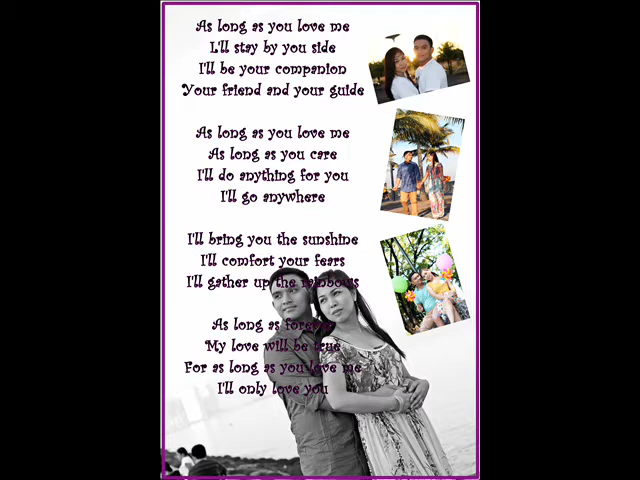 As long as you love me
L'll stay by you side
I'll be your companion
Your friend and your guide
As long as you love me
As long as you care
I'll do anything for you
I'll go anywhere
I'll bring you the sunshine
I'll comfort your fears
I'll gather up the rainbows
As long as forever
My love will be true
For as long as you love me
I'll only love you